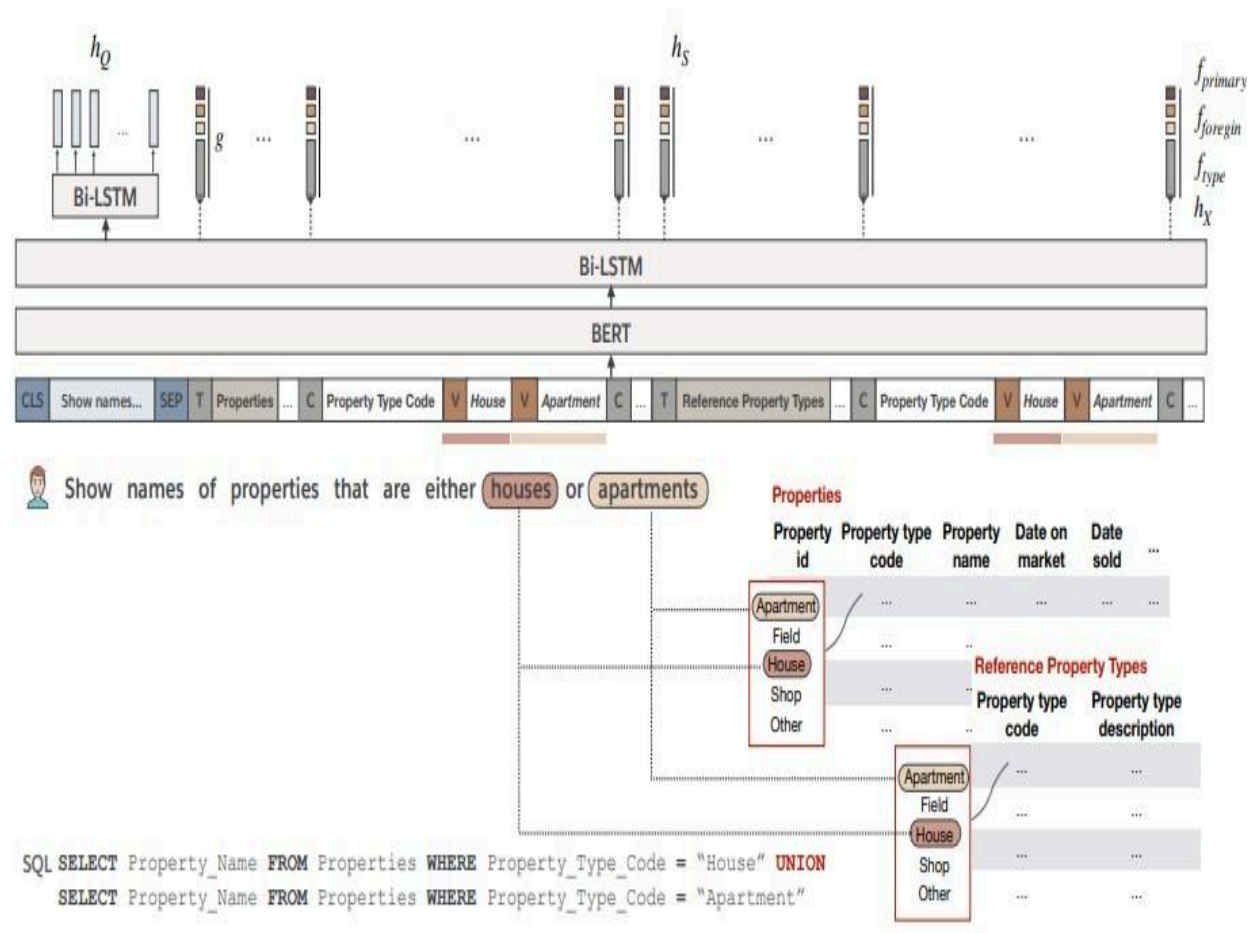 h_Q
h_S
f_primary
f_foregin
f_type
h_X
g
... ... ... ... ...
Bi-LSTM
Bi-LSTM
BERT
CLS Show names... SEP T Properties ... C Property Type Code V House V Apartment C ... T Reference Property Types ... C Property Type Code V House V Apartment C ...
Show names of properties that are either houses or apartments
Properties
Property id Property type code Property name Date on market Date sold ...
Apartment ... ... ... ... ...
Field ... ..
House
Shop ... ..
Other ... ..
Reference Property Types
Property type code Property type description
Apartment ... ...
Field ... ...
House
Shop ... ...
Other ... ...
SQL SELECT Property_Name FROM Properties WHERE Property_Type_Code = “House” UNION
SELECT Property_Name FROM Properties WHERE Property_Type_Code = “Apartment”